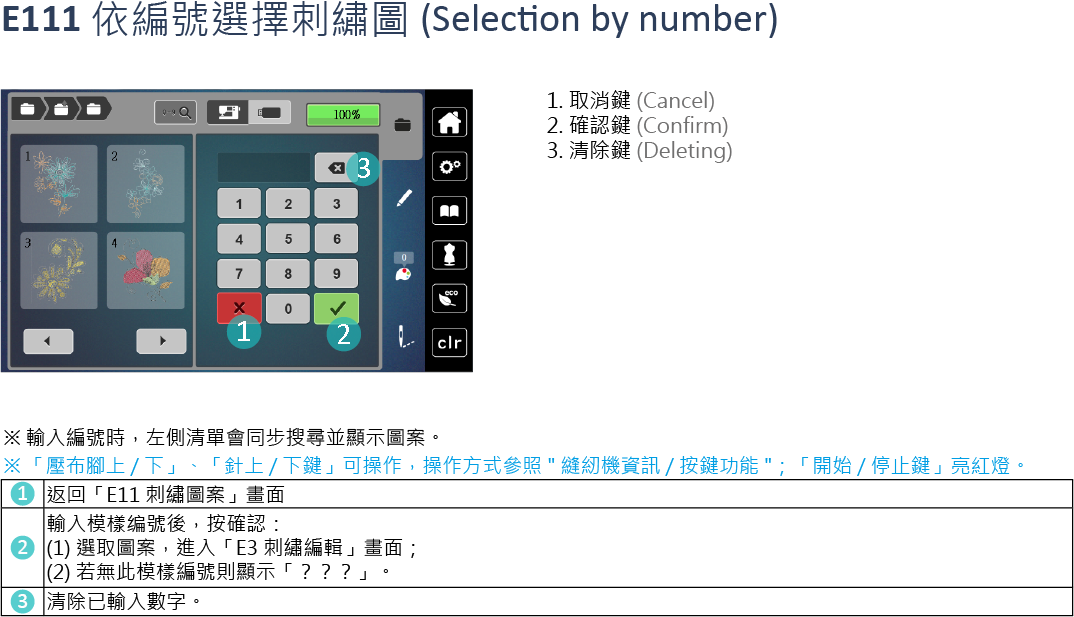 E111 依編號選擇刺繡圖 (Selection by number)
0~9
100%
1
2
3
4
3
1 2 3
4 5 6
7 8 9
0
1
2
0
eco
clr
1. 取消鍵 (Cancel)
2. 確認鍵 (Confirm)
3. 清除鍵 (Deleting)
※ 輸入編號時，左側清單會同步搜尋並顯示圖案。
※「壓布腳上 / 下」、「針上 / 下鍵」可操作，操作方式參照 " 縫紉機資訊 / 按鍵功能 "；「開始 / 停止鍵」亮紅燈。
1 返回「E11 刺繡圖案」畫面
輸入模樣編號後，按確認：
2 (1) 選取圖案，進入「E3 刺繡編輯」畫面；
(2) 若無此模樣編號則顯示「？？？」。
3 清除已輸入數字。